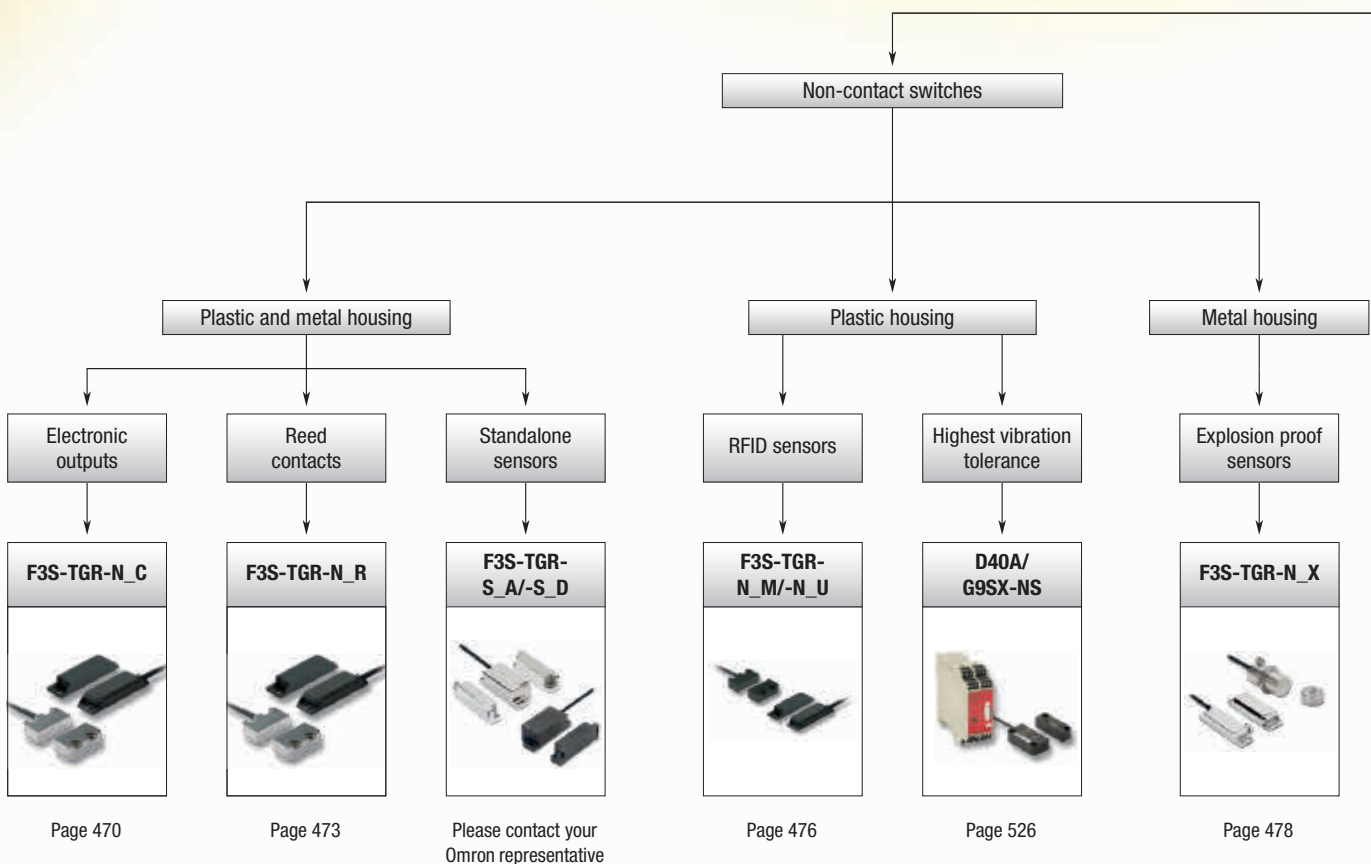 Non-contact switches
Plastic and metal housing
Plastic housing
Metal housing
Electronic
outputs
Reed
contacts
Standalone
sensors
RFID sensors
Highest vibration
tolerance
Explosion proof
sensors
F3S-TGR-N_C
F3S-TGR-N_R
F3S-TGR-
S_A/-S_D
F3S-TGR-
N_M/-N_U
D40A/
G9SX-NS
F3S-TGR-N_X
Page 470
Page 473
Please contact your
Omron representative
Page 476
Page 526
Page 478